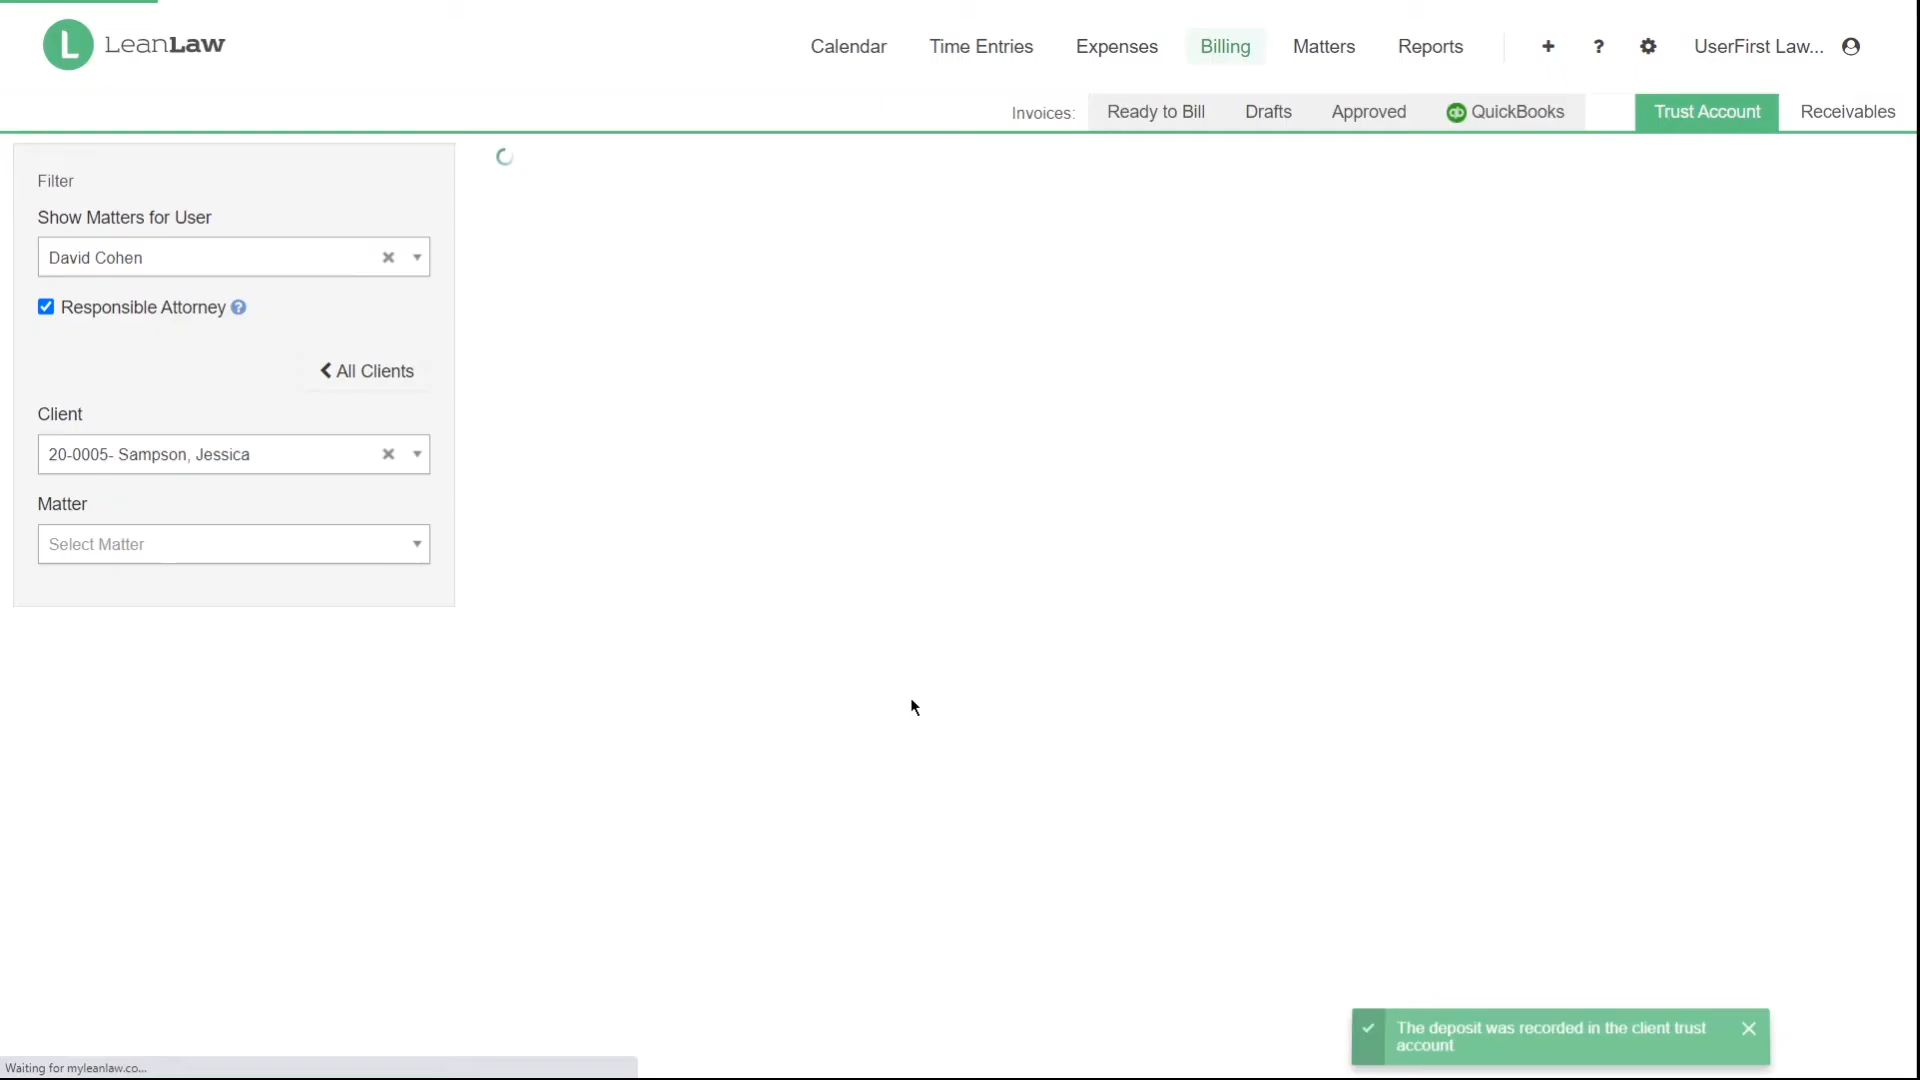 LeanLaw
Calendar
Time Entries
Expenses
Billing
Matters
Reports
+
?
UserFirst Law...
Invoices:
Ready to Bill
Drafts
Approved
qb QuickBooks
Trust Account
Receivables
Filter
Show Matters for User
David Cohen
Responsible Attorney ?
All Clients
Client
20-0005- Sampson, Jessica
Matter
Select Matter
The deposit was recorded in the client trust
account
Waiting for myleanlaw.co...